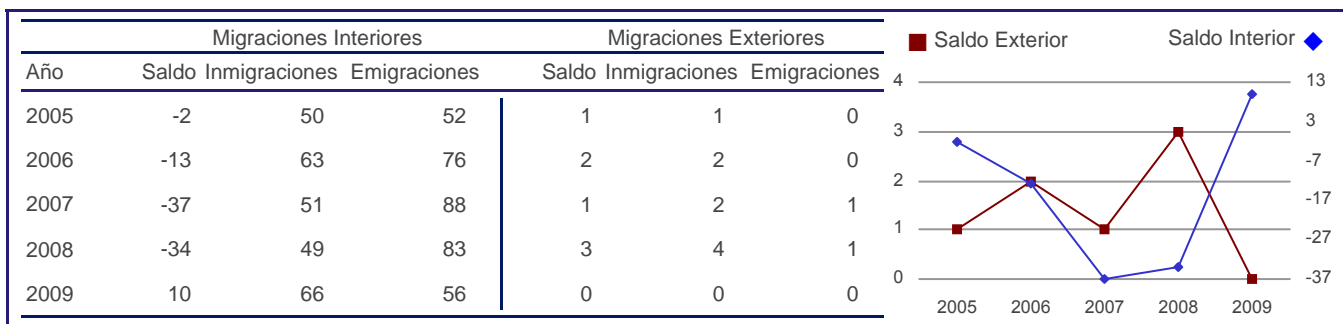 Migraciones Interiores Migraciones Exteriores
Año Saldo Inmigraciones Emigraciones Saldo Inmigraciones Emigraciones
2005 -2 50 52 1 1 0
2006 -13 63 76 2 2 0
2007 -37 51 88 1 2 1
2008 -34 49 83 3 4 1
2009 10 66 56 0 0 0
Saldo Exterior Saldo Interior
4 13
3 3
2 -7
1 -17
0 -27
-37
2005 2006 2007 2008 2009